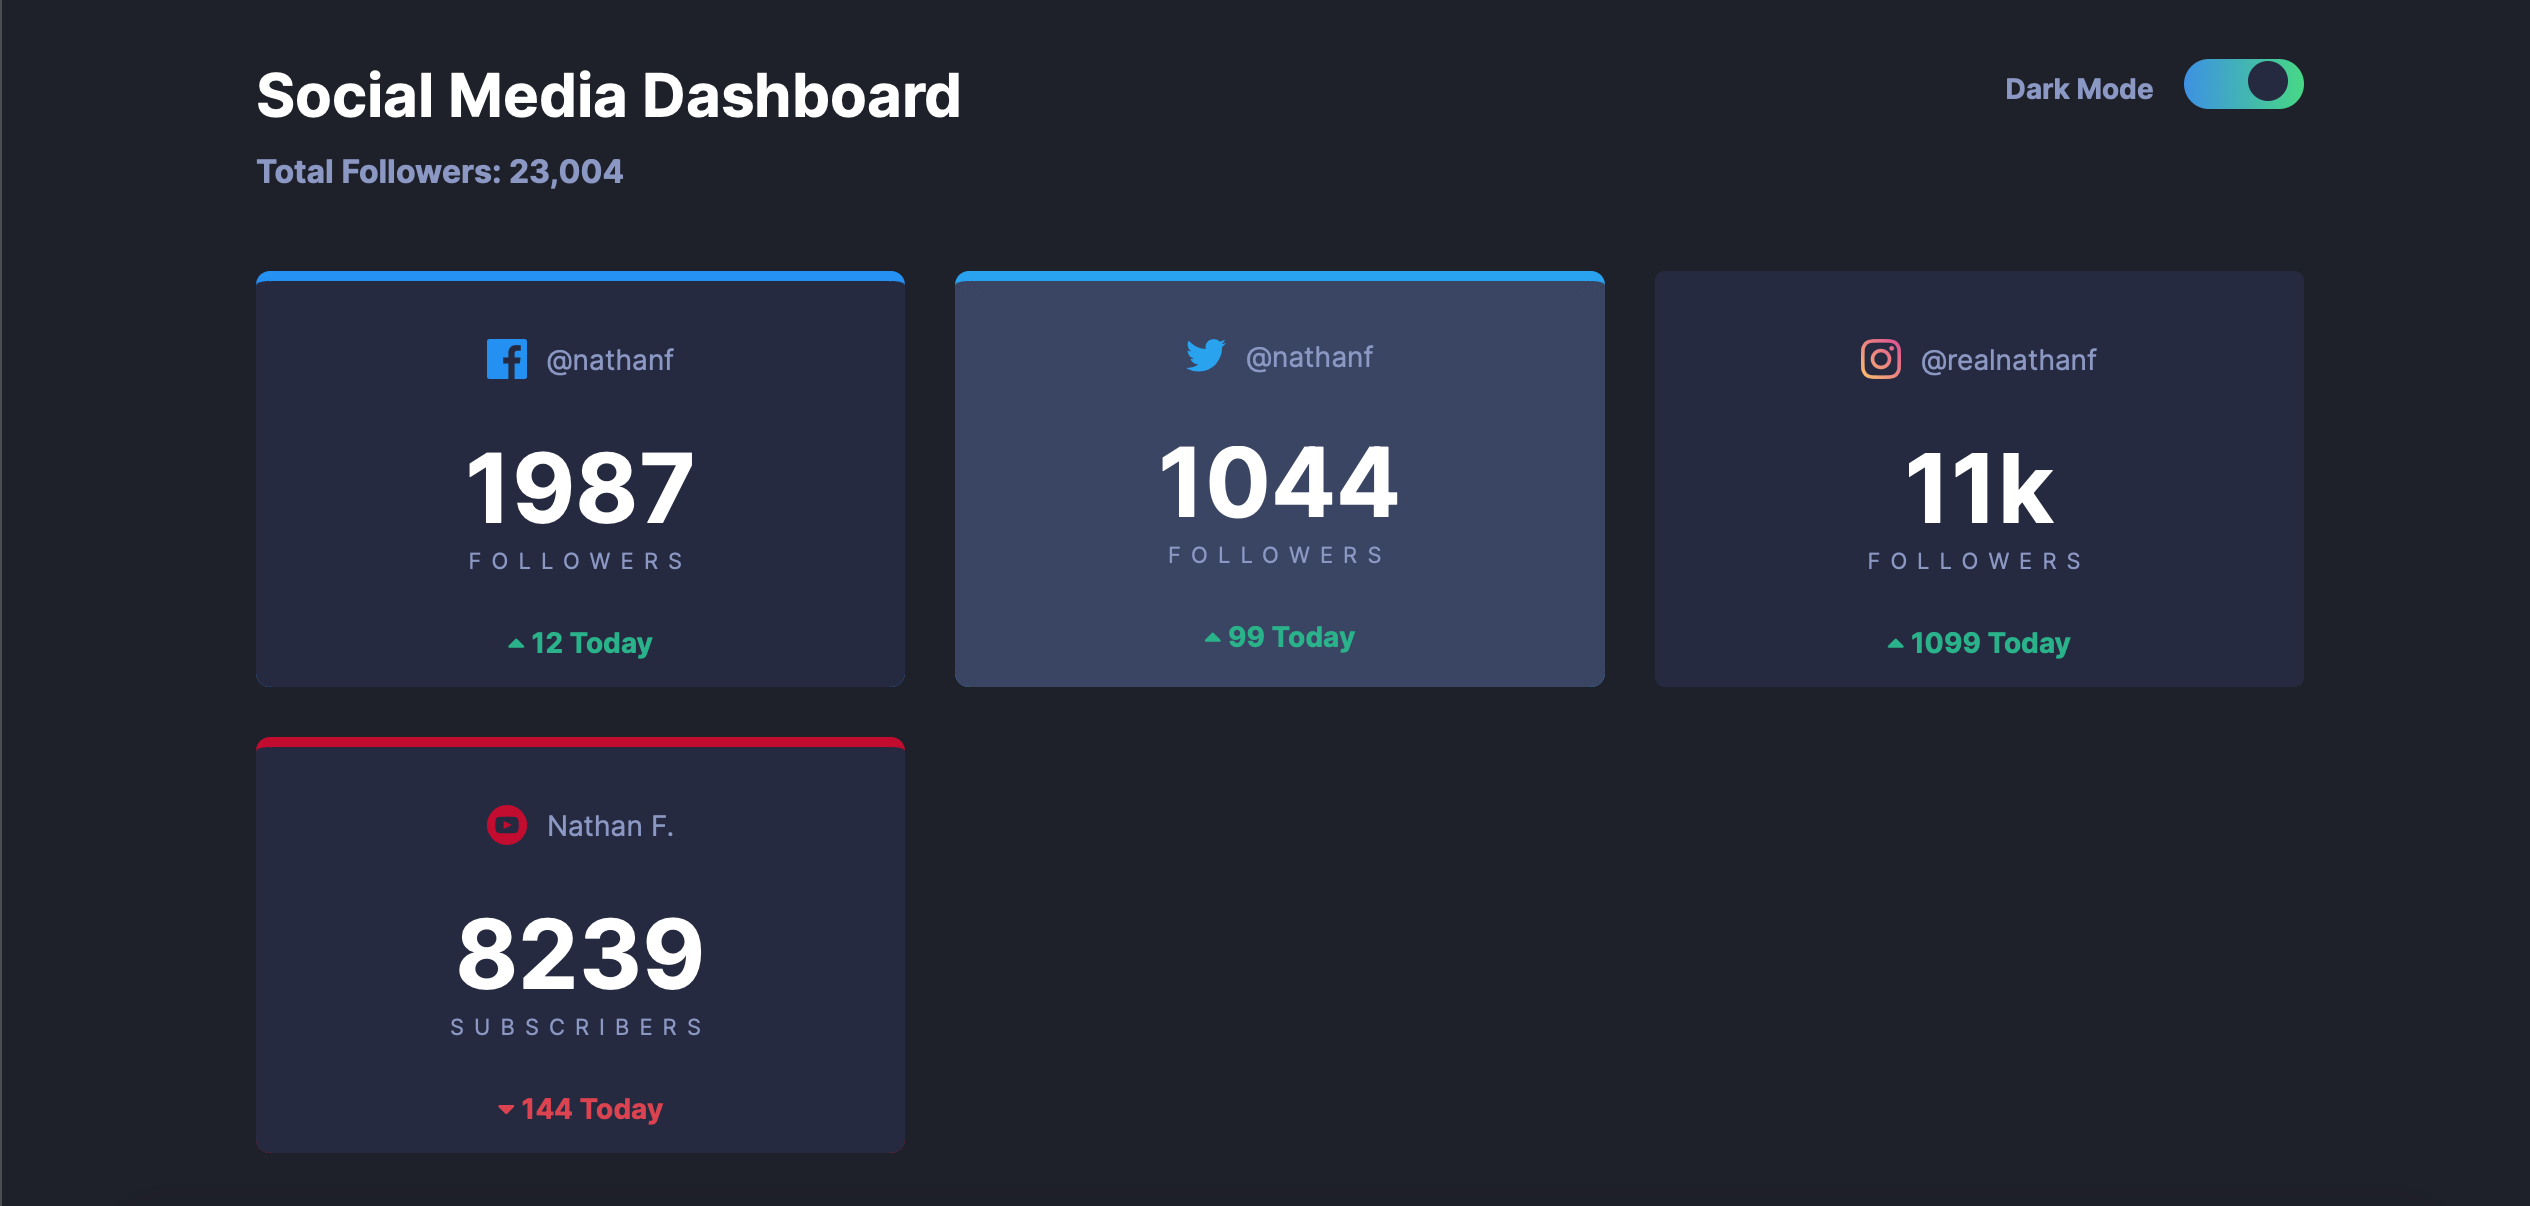 Social Media Dashboard
Dark Mode
Total Followers: 23,004
@nathanf
1987
FOLLOWERS
12 Today
@nathanf
1044
FOLLOWERS
99 Today
@realnathanf
11k
FOLLOWERS
1099 Today
Nathan F.
8239
SUBSCRIBERS
144 Today